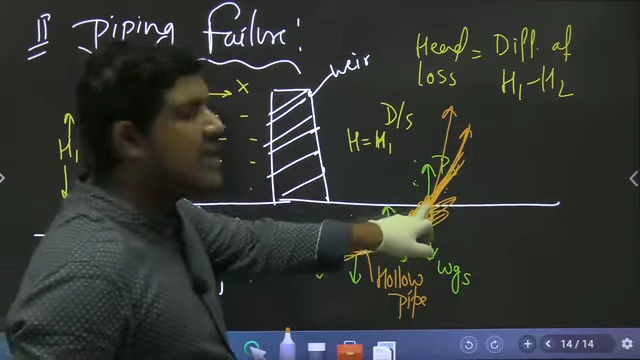 II Piping Failure:
Head loss = Diff. of H1-H2
x
weir
D/s
H = H1
H1
P
wgs
Hollow pipe
14 / 14